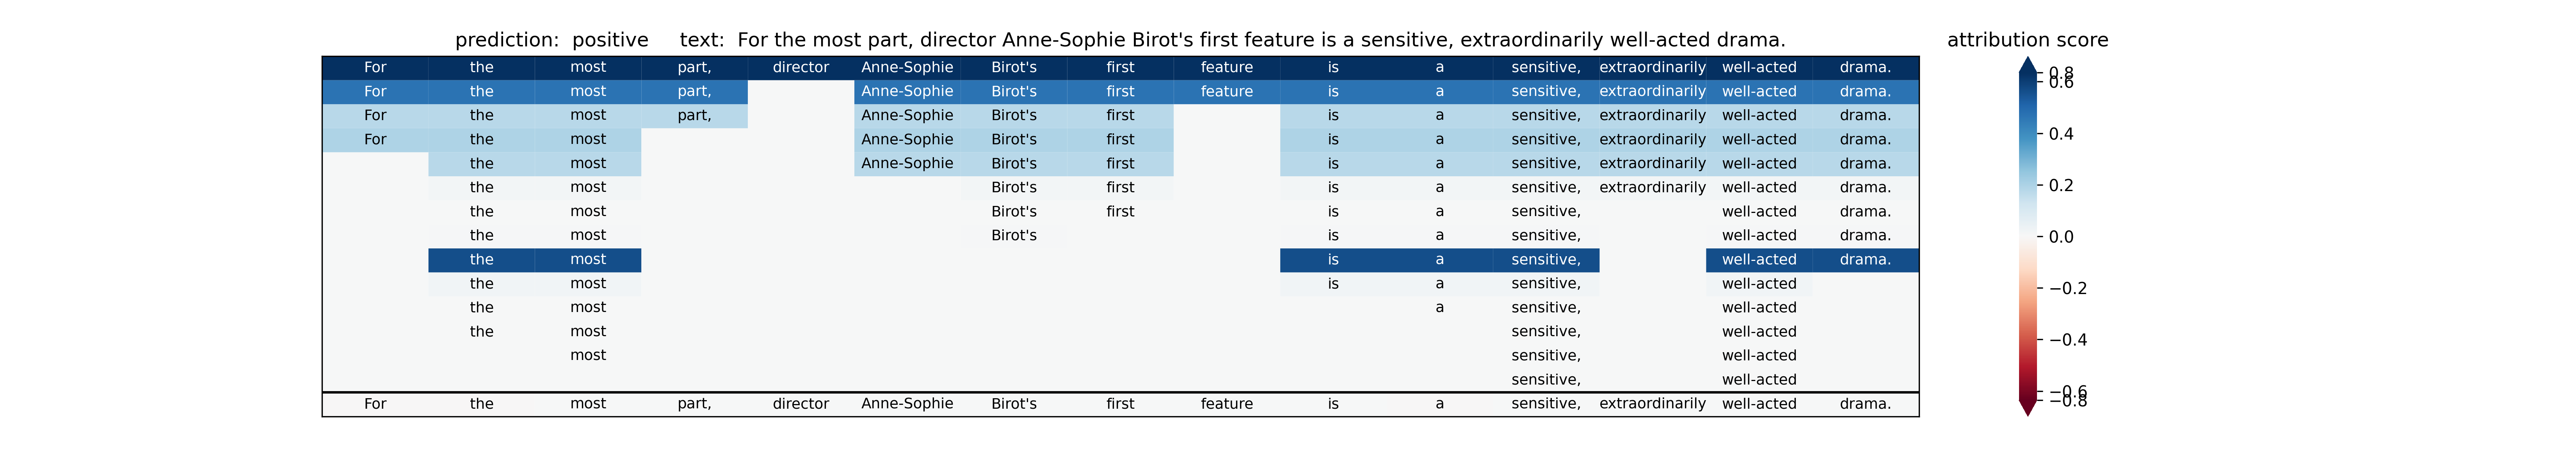 prediction: positive text: For the most part, director Anne-Sophie Birot's first feature is a sensitive, extraordinarily well-acted drama.
attribution score
For the most part, director Anne-Sophie Birot's first feature is a sensitive, extraordinarily well-acted drama.
For the most part, Anne-Sophie Birot's first feature is a sensitive, extraordinarily well-acted drama.
For the most part, Anne-Sophie Birot's first is a sensitive, extraordinarily well-acted drama.
For the most Anne-Sophie Birot's first is a sensitive, extraordinarily well-acted drama.
the most Anne-Sophie Birot's first is a sensitive, extraordinarily well-acted drama.
the most Birot's first is a sensitive, extraordinarily well-acted drama.
the most Birot's first is a sensitive, well-acted drama.
the most Birot's is a sensitive, well-acted drama.
the most is a sensitive, well-acted drama.
the most is a sensitive, well-acted
the most a sensitive, well-acted
the most sensitive, well-acted
most sensitive, well-acted
sensitive, well-acted
For the most part, director Anne-Sophie Birot's first feature is a sensitive, extraordinarily well-acted drama.
0.8
0.6
0.4
0.2
0.0
−0.2
−0.4
−0.6
−0.8